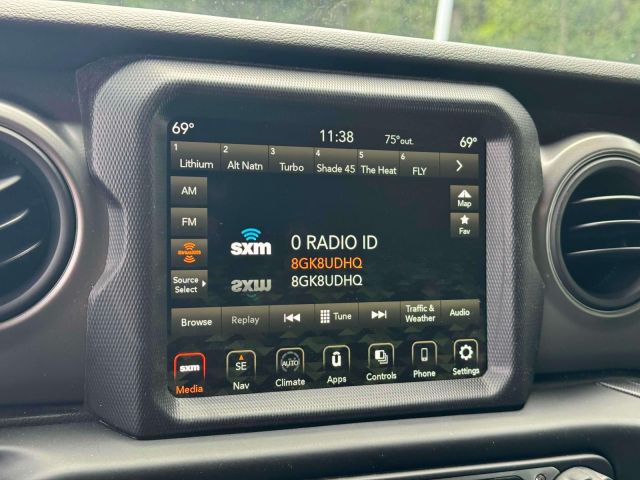 69° 11:38 75°out. 69°
1 Lithium 2 Alt Natn 3 Turbo 4 Shade 45 5 The Heat 6 FLY
AM
Map
FM
Fav
sxm 0 RADIO ID
8GK8UDHQ
8GK8UDHQ
Source
Select
Browse Replay Tune Traffic &
Weather Audio
sxm SE AUTO ü
Media Nav Climate Apps Controls Phone Settings